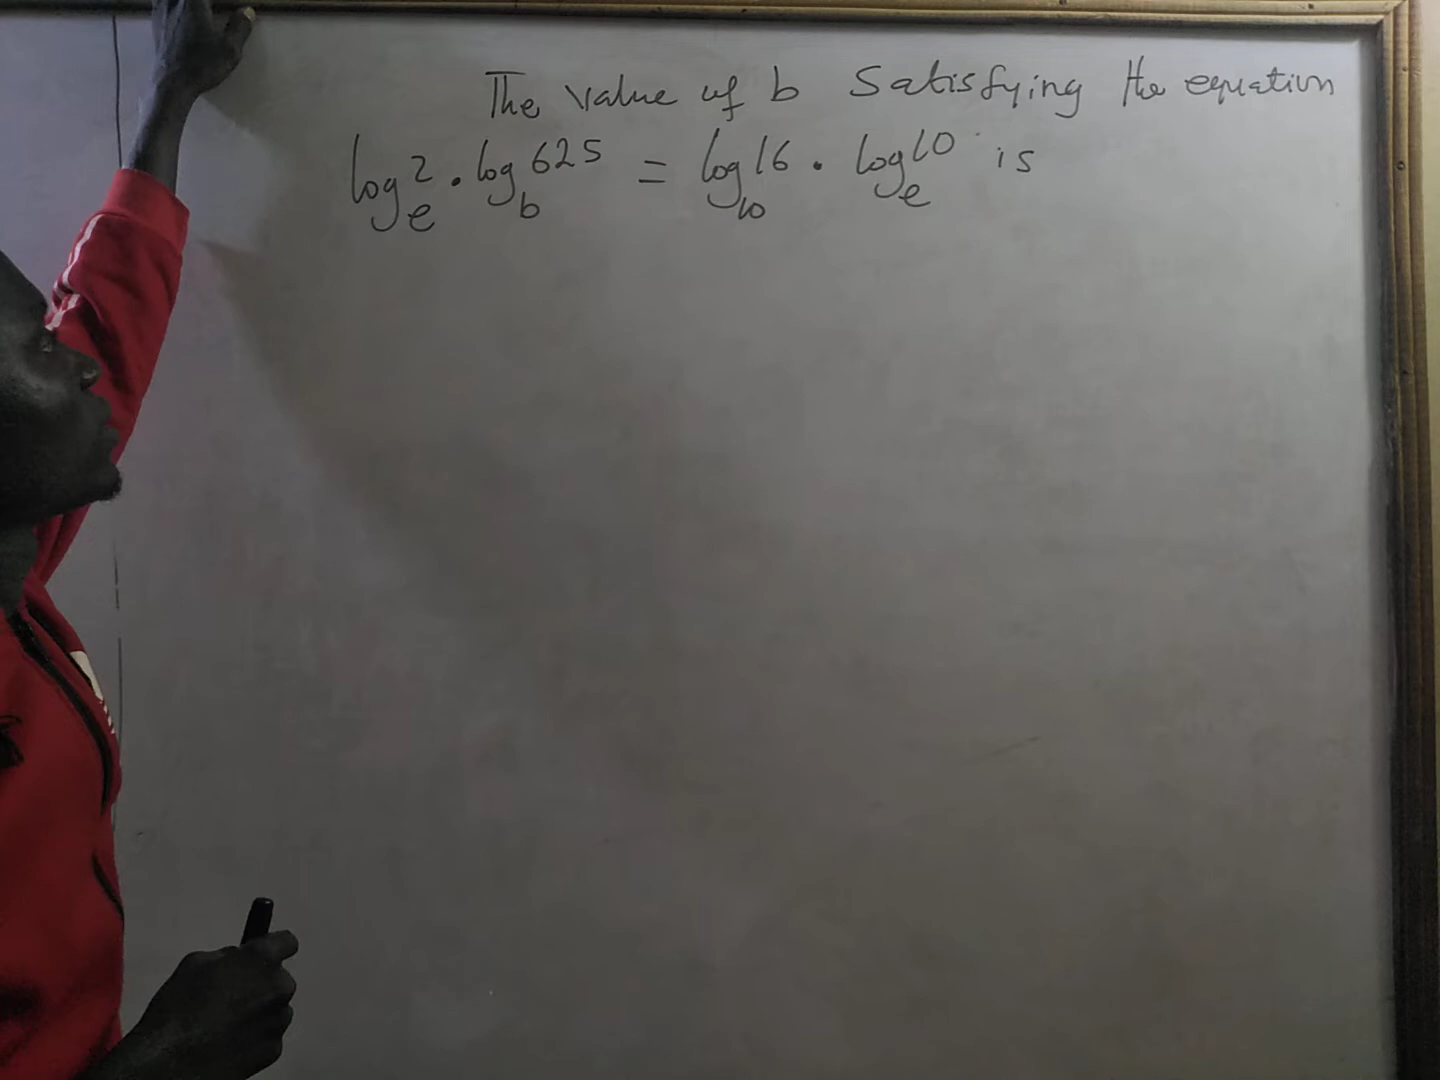 The value of b Satisfying the equation
log_e 2 . log_b 625 = log_10 16 . log_e 10 is